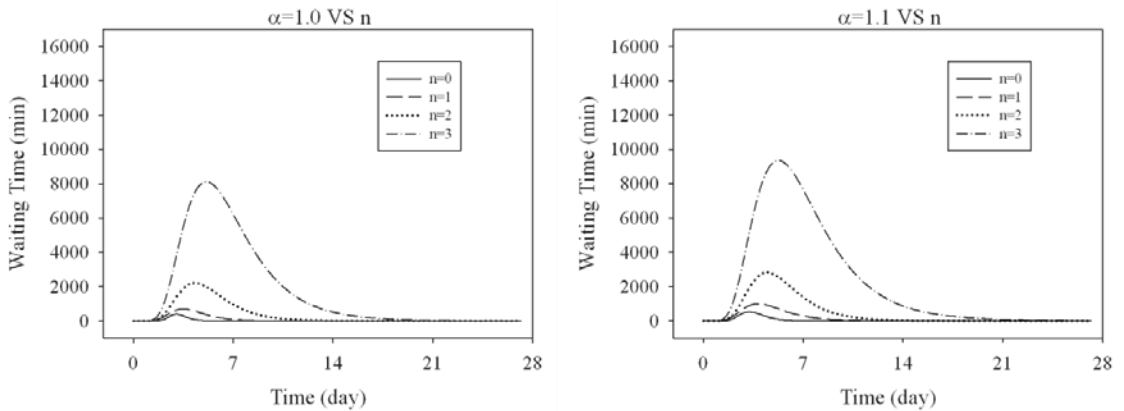 α=1.0 VS n
16000
14000
12000
10000
8000
6000
4000
2000
0
Waiting Time (min)
n=0
n=1
n=2
n=3
0 7 14 21 28
Time (day)
α=1.1 VS n
16000
14000
12000
10000
8000
6000
4000
2000
0
Waiting Time (min)
n=0
n=1
n=2
n=3
0 7 14 21 28
Time (day)